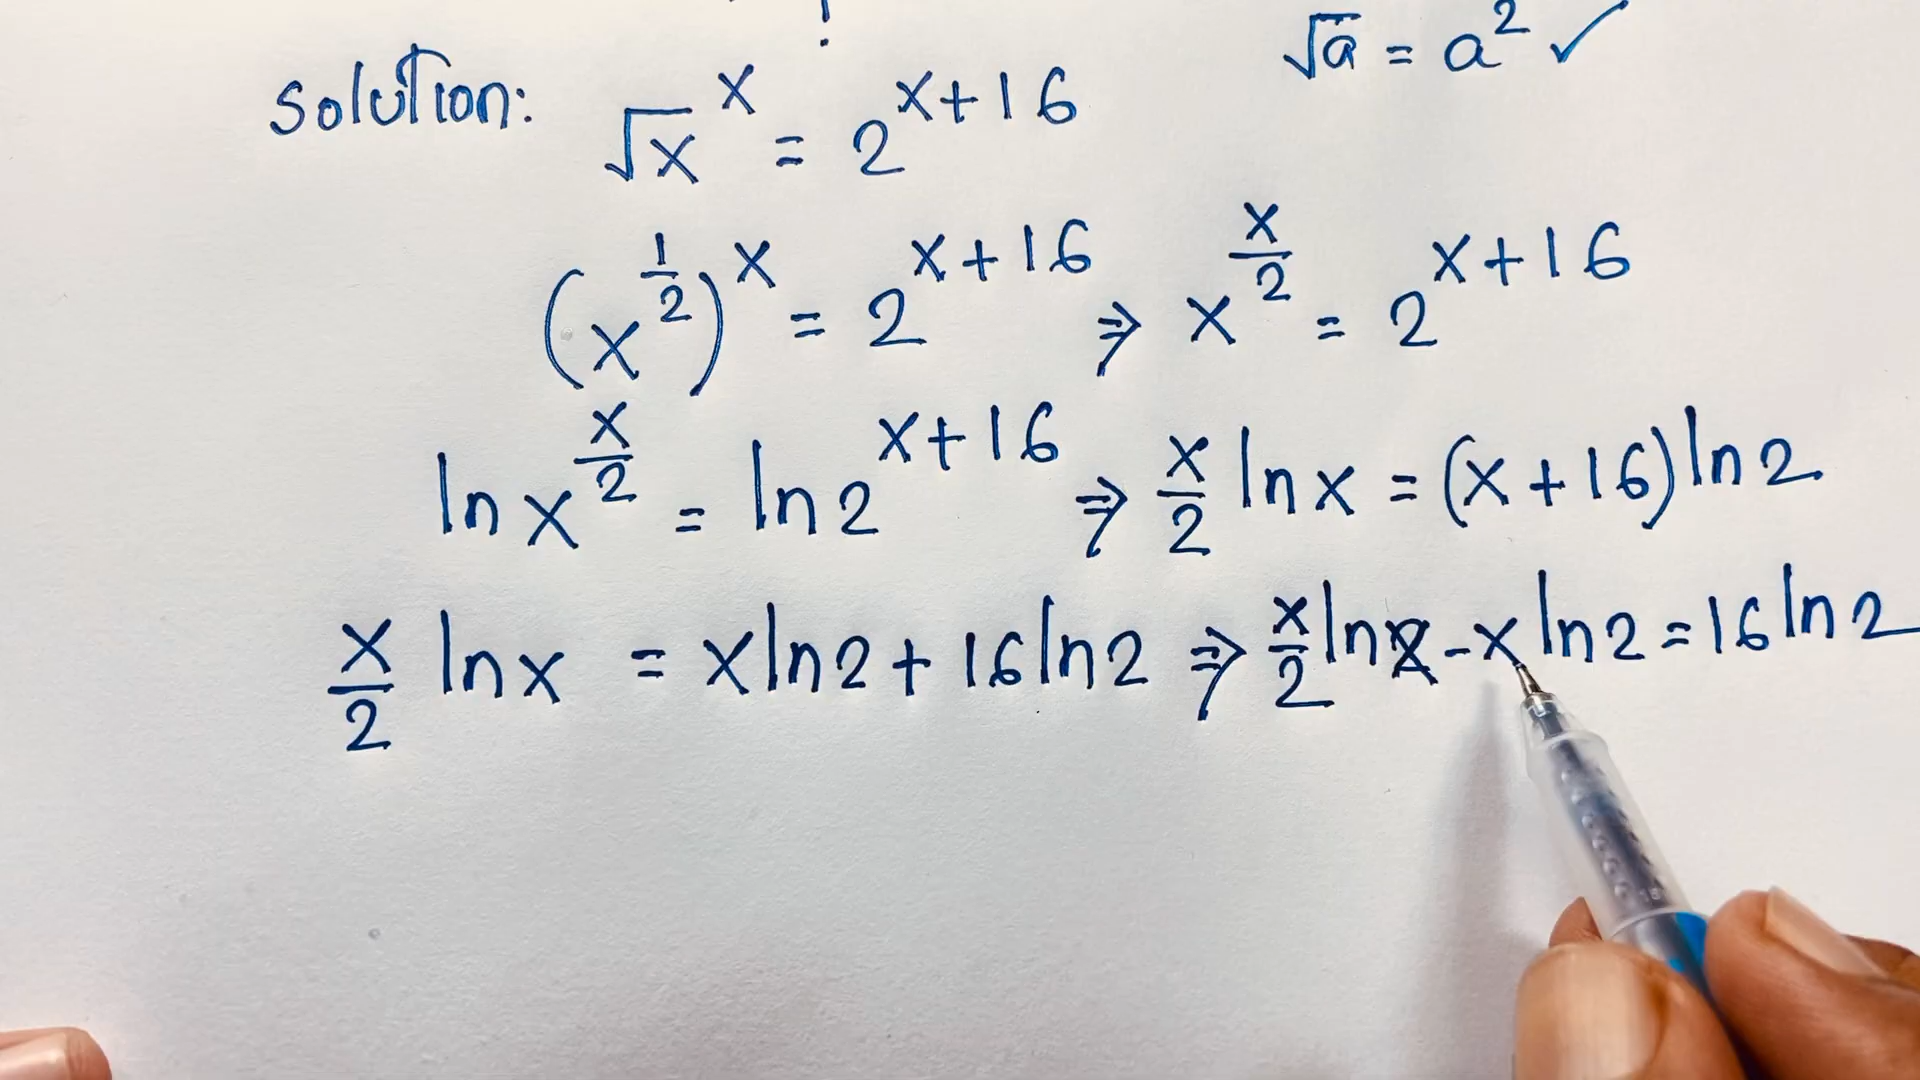 √a = a² ✓
Solution: √x^x = 2^(x+16)
(x^(1/2))^x = 2^(x+16) ⇒ x^(x/2) = 2^(x+16)
ln x^(x/2) = ln 2^(x+16) ⇒ x/2 ln x = (x+16) ln 2
x/2 ln x = x ln 2 + 16 ln 2 ⇒ x/2 ln x - x ln 2 = 16 ln 2